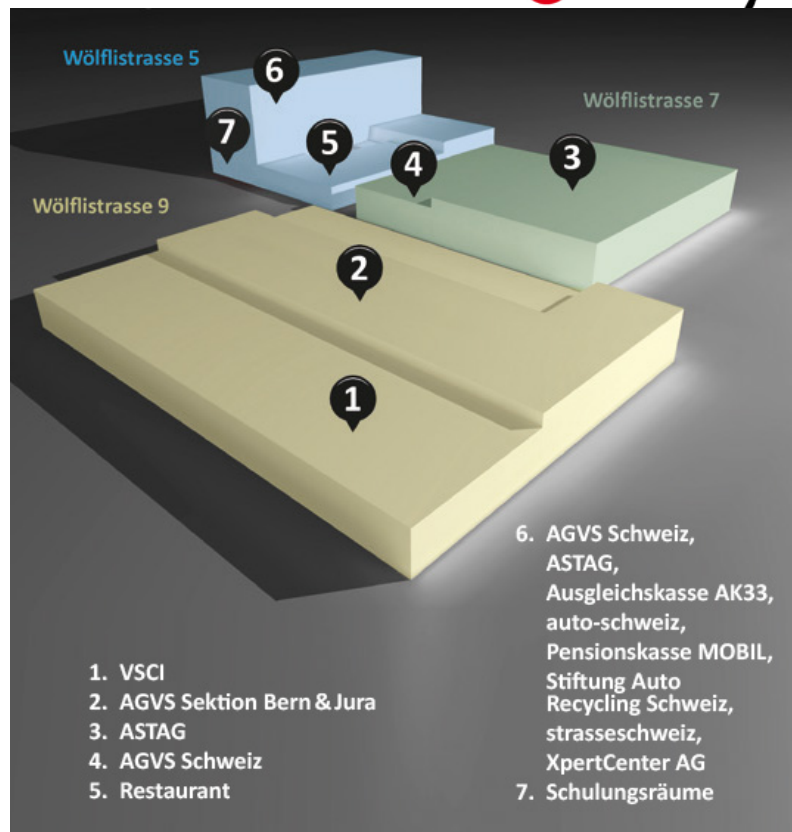 Wölflistrasse 5
Wölflistrasse 7
Wölflistrasse 9
6
7
5
4
3
2
1
1. VSCI
2. AGVS Sektion Bern & Jura
3. ASTAG
4. AGVS Schweiz
5. Restaurant
6. AGVS Schweiz,
ASTAG,
Ausgleichskasse AK33,
auto-schweiz,
Pensionskasse MOBIL,
Stiftung Auto
Recycling Schweiz,
strasseschweiz,
XpertCenter AG
7. Schulungsräume